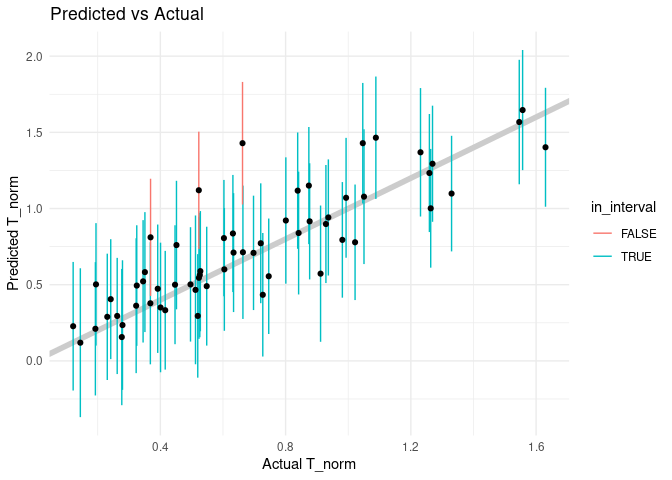 Predicted vs Actual
2.0
1.5
1.0
0.5
0.0
Predicted T_norm
0.4
0.8
1.2
1.6
Actual T_norm
in_interval
FALSE
TRUE